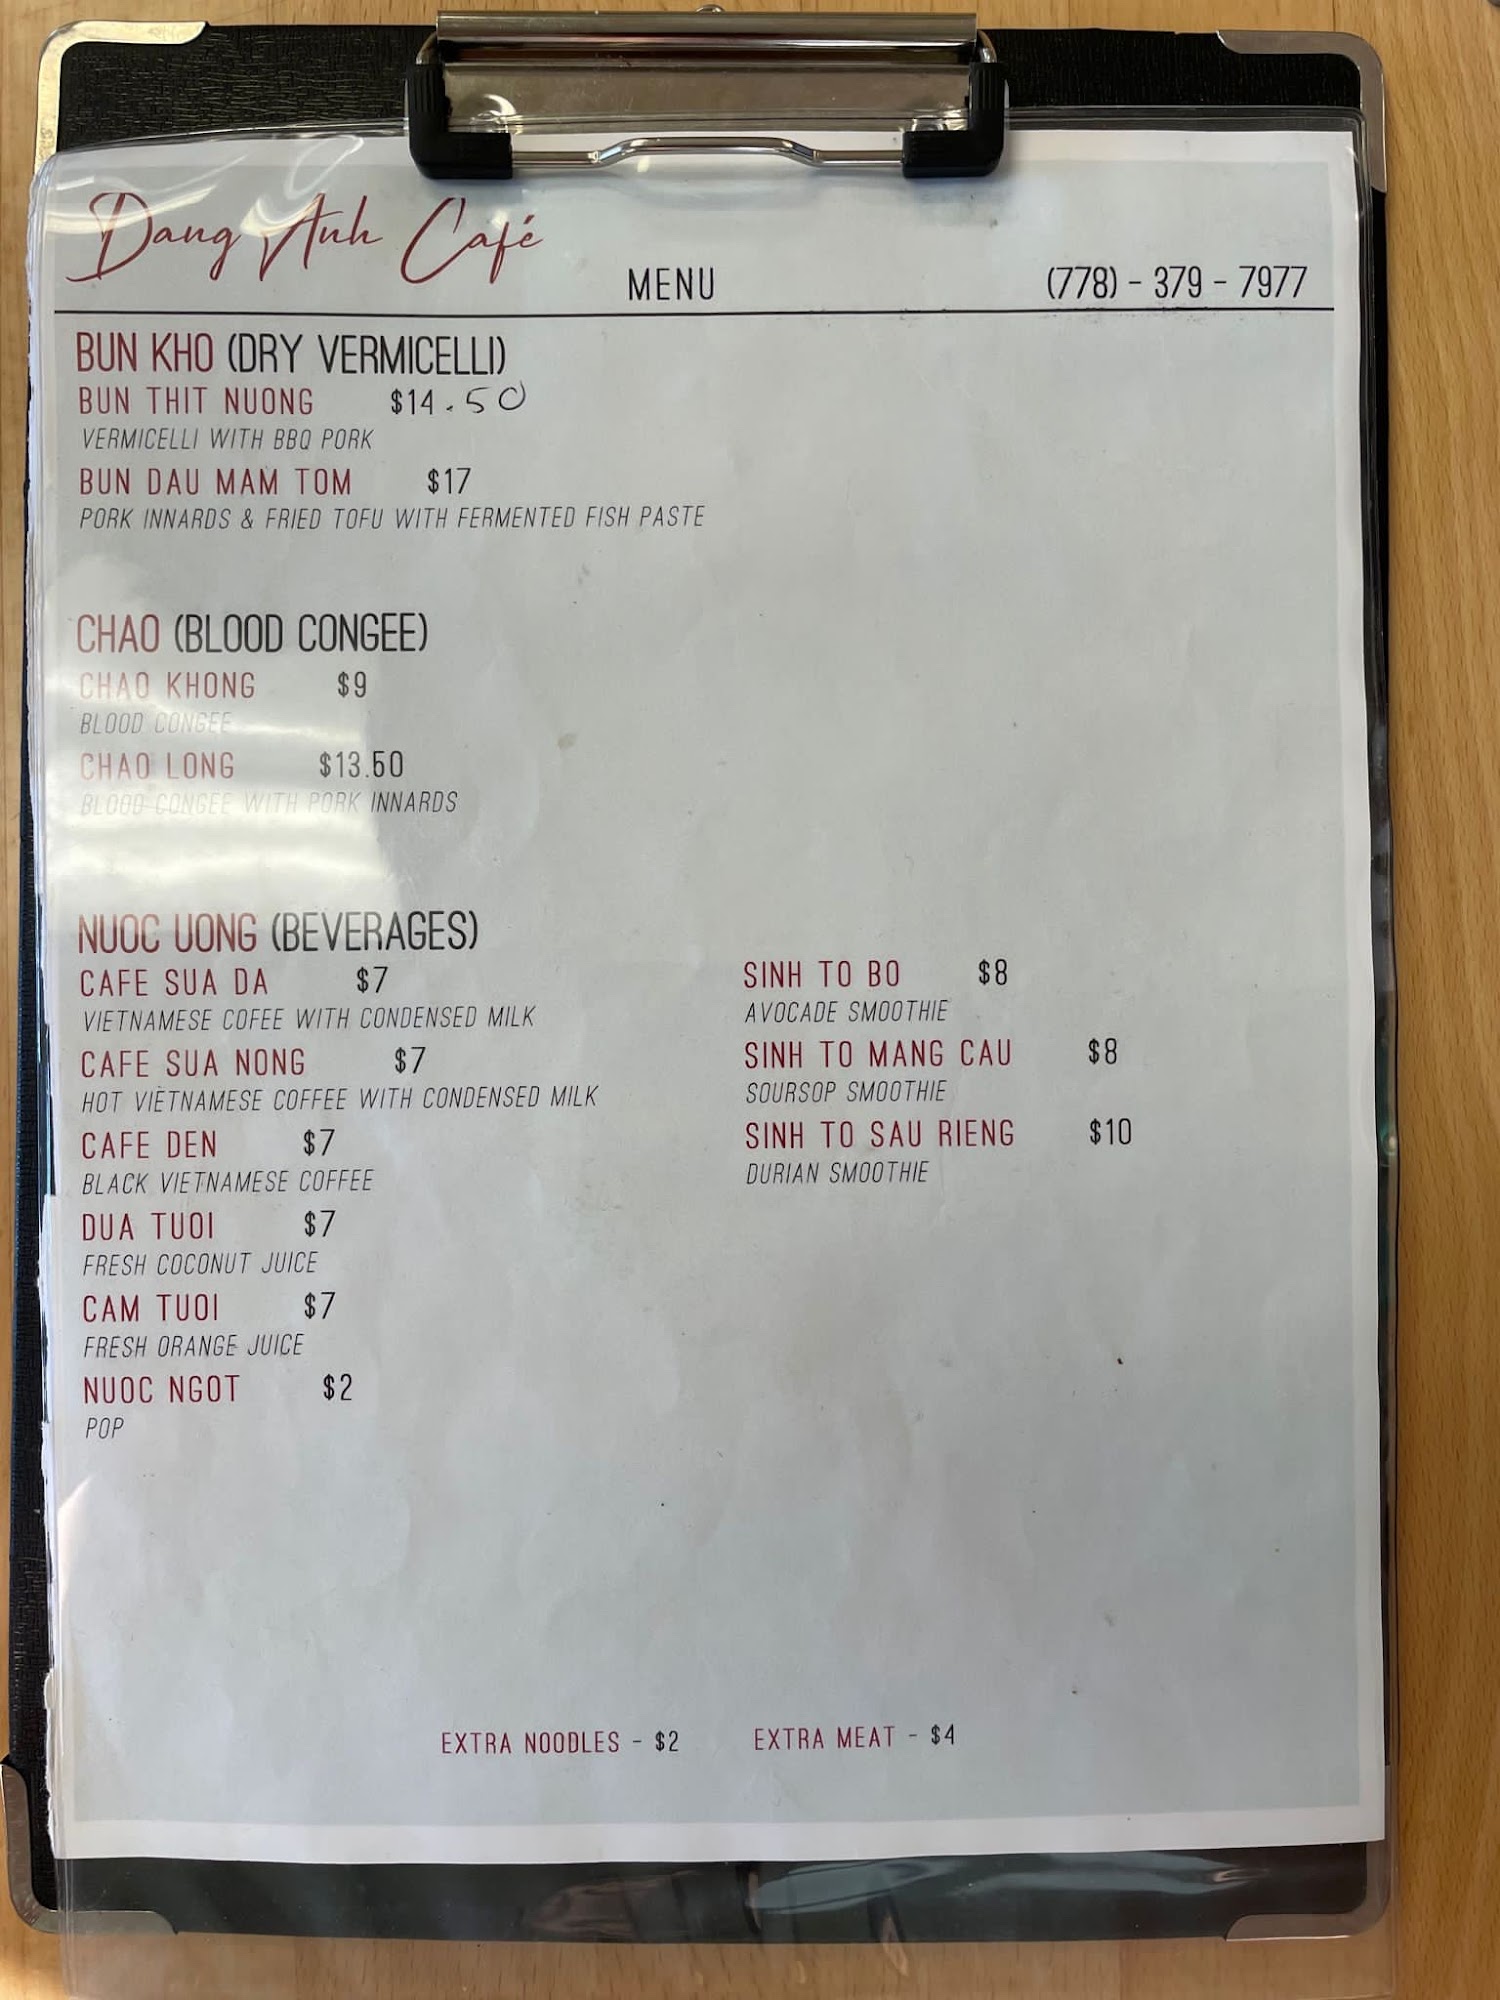 Dang Anh Café
MENU
(778) - 379 - 7977
BUN KHO (DRY VERMICELLI)
BUN THIT NUONG $14.50
VERMICELLI WITH BBQ PORK
BUN DAU MAM TOM $17
PORK INNARDS & FRIED TOFU WITH FERMENTED FISH PASTE
CHAO (BLOOD CONGEE)
CHAO KHONG $9
BLOOD CONGEE
CHAO LONG $13.50
BLOOD CONGEE WITH PORK INNARDS
NUOC UONG (BEVERAGES)
CAFE SUA DA $7
VIETNAMESE COFEE WITH CONDENSED MILK
CAFE SUA NONG $7
HOT VIETNAMESE COFFEE WITH CONDENSED MILK
CAFE DEN $7
BLACK VIETNAMESE COFFEE
DUA TUOI $7
FRESH COCONUT JUICE
CAM TUOI $7
FRESH ORANGE JUICE
NUOC NGOT $2
POP
SINH TO BO $8
AVOCADE SMOOTHIE
SINH TO MANG CAU $8
SOURSOP SMOOTHIE
SINH TO SAU RIENG $10
DURIAN SMOOTHIE
EXTRA NOODLES - $2
EXTRA MEAT - $4